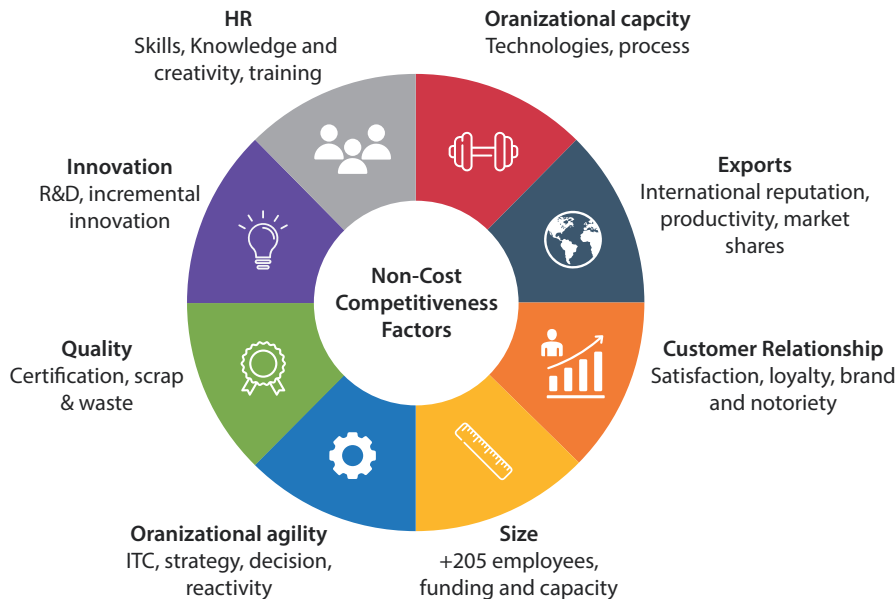 HR
Skills, Knowledge and
creativity, training
Oranizational capcity
Technologies, process
Exports
International reputation,
productivity, market
shares
Customer Relationship
Satisfaction, loyalty, brand
and notoriety
Size
+205 employees,
funding and capacity
Oranizational agility
ITC, strategy, decision,
reactivity
Quality
Certification, scrap
& waste
Innovation
R&D, incremental
innovation
Non-Cost
Competitiveness
Factors